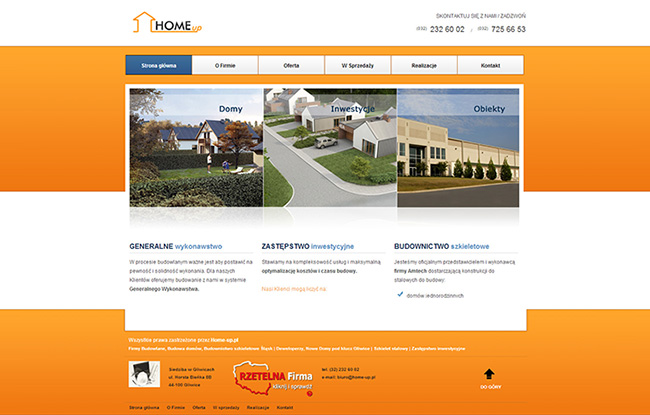 HOME up
SKONTAKTUJ SIĘ Z NAMI I ZADZWOŃ
(032) 232 60 02 / (032) 725 66 53
Strona główna O Firmie Oferta W Sprzedaży Realizacje Kontakt
Domy Inwestycje Obiekty
GENERALNE wykonawstwo
W procesie budowlanym ważne jest aby postawić na
pewność i solidność wykonania. Dla naszych
Klientów oferujemy budowanie z nami w systemie
Generalnego Wykonawstwa.
ZASTĘPSTWO inwestycyjne
Stawiamy na kompleksowość usług i maksymalną
optymalizację kosztów i czasu budowy.
Nasi Klienci mogą liczyć na:
BUDOWNICTWO szkieletowe
Jesteśmy oficjalnym przedstawicielem i wykonawcą
firmy Amtech dostarczającą konstrukcji do
stalowych do budowy:
domów jednorodzinnych
Wszystkie prawa zastrzeżone przez Home-up.pl
Firmy Budowlane, Budowa domów, Budownictwo szkieletowe Śląsk | Deweloperzy, Nowe Domy pod klucz Gliwice | Szkielet stalowy | Zastępstwo inwestycyjne
Siedziba w Gliwicach
44-100 Gliwice
RZETELNA Firma
kliknij i sprawdź
tel: (32) 232 60 02
e-mail: biuro@home-up.pl
DO GÓRY
Strona główna O Firmie Oferta W sprzedaży Realizacje Kontakt